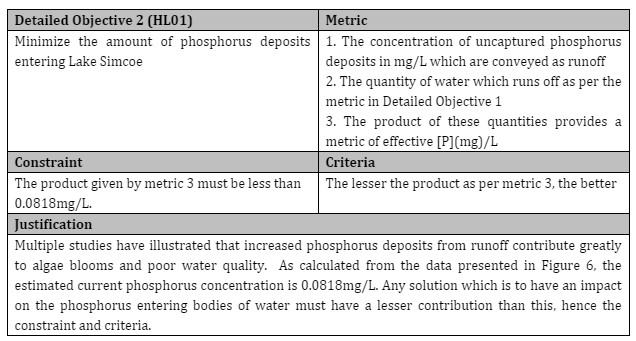 Detailed Objective 2 (HL01)
Metric
Minimize the amount of phosphorus deposits
entering Lake Simcoe
1. The concentration of uncaptured phosphorus
deposits in mg/L which are conveyed as runoff
2. The quantity of water which runs off as per the
metric in Detailed Objective 1
3. The product of these quantities provides a
metric of effective [P](mg)/L
Constraint
Criteria
The product given by metric 3 must be less than
0.0818mg/L.
The lesser the product as per metric 3, the better
Justification
Multiple studies have illustrated that increased phosphorus deposits from runoff contribute greatly
to algae blooms and poor water quality. As calculated from the data presented in Figure 6, the
estimated current phosphorus concentration is 0.0818mg/L. Any solution which is to have an impact
on the phosphorus entering bodies of water must have a lesser contribution than this, hence the
constraint and criteria.